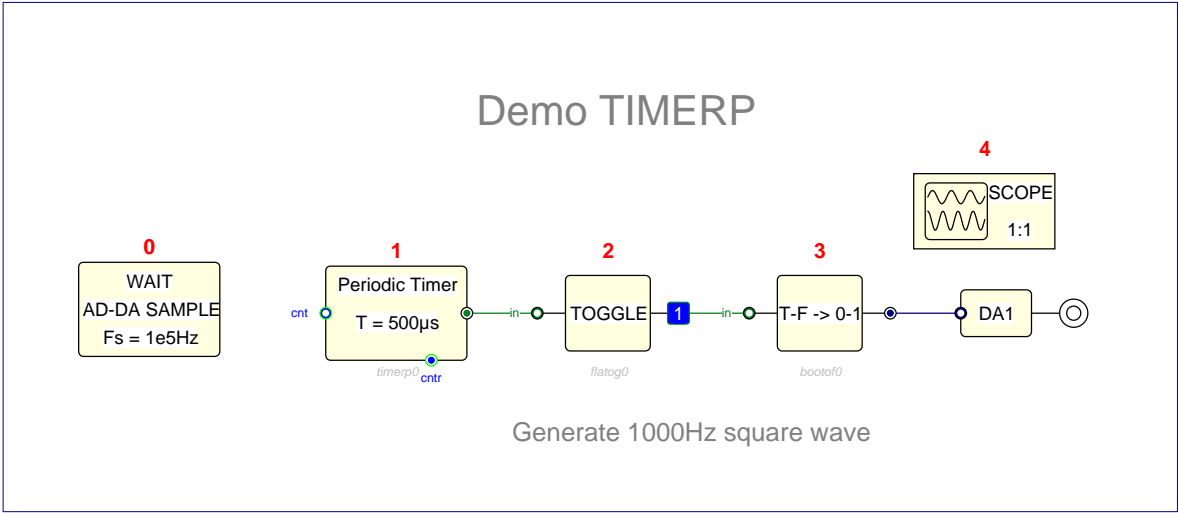 Demo TIMERP
4
SCOPE
1:1
0
WAIT
AD-DA SAMPLE
Fs = 1e5Hz
1
cnt
Periodic Timer
T = 500µs
timerp0
cntr
in
2
TOGGLE
flatog0
1
in
3
T-F -> 0-1
bootof0
DA1
Generate 1000Hz square wave